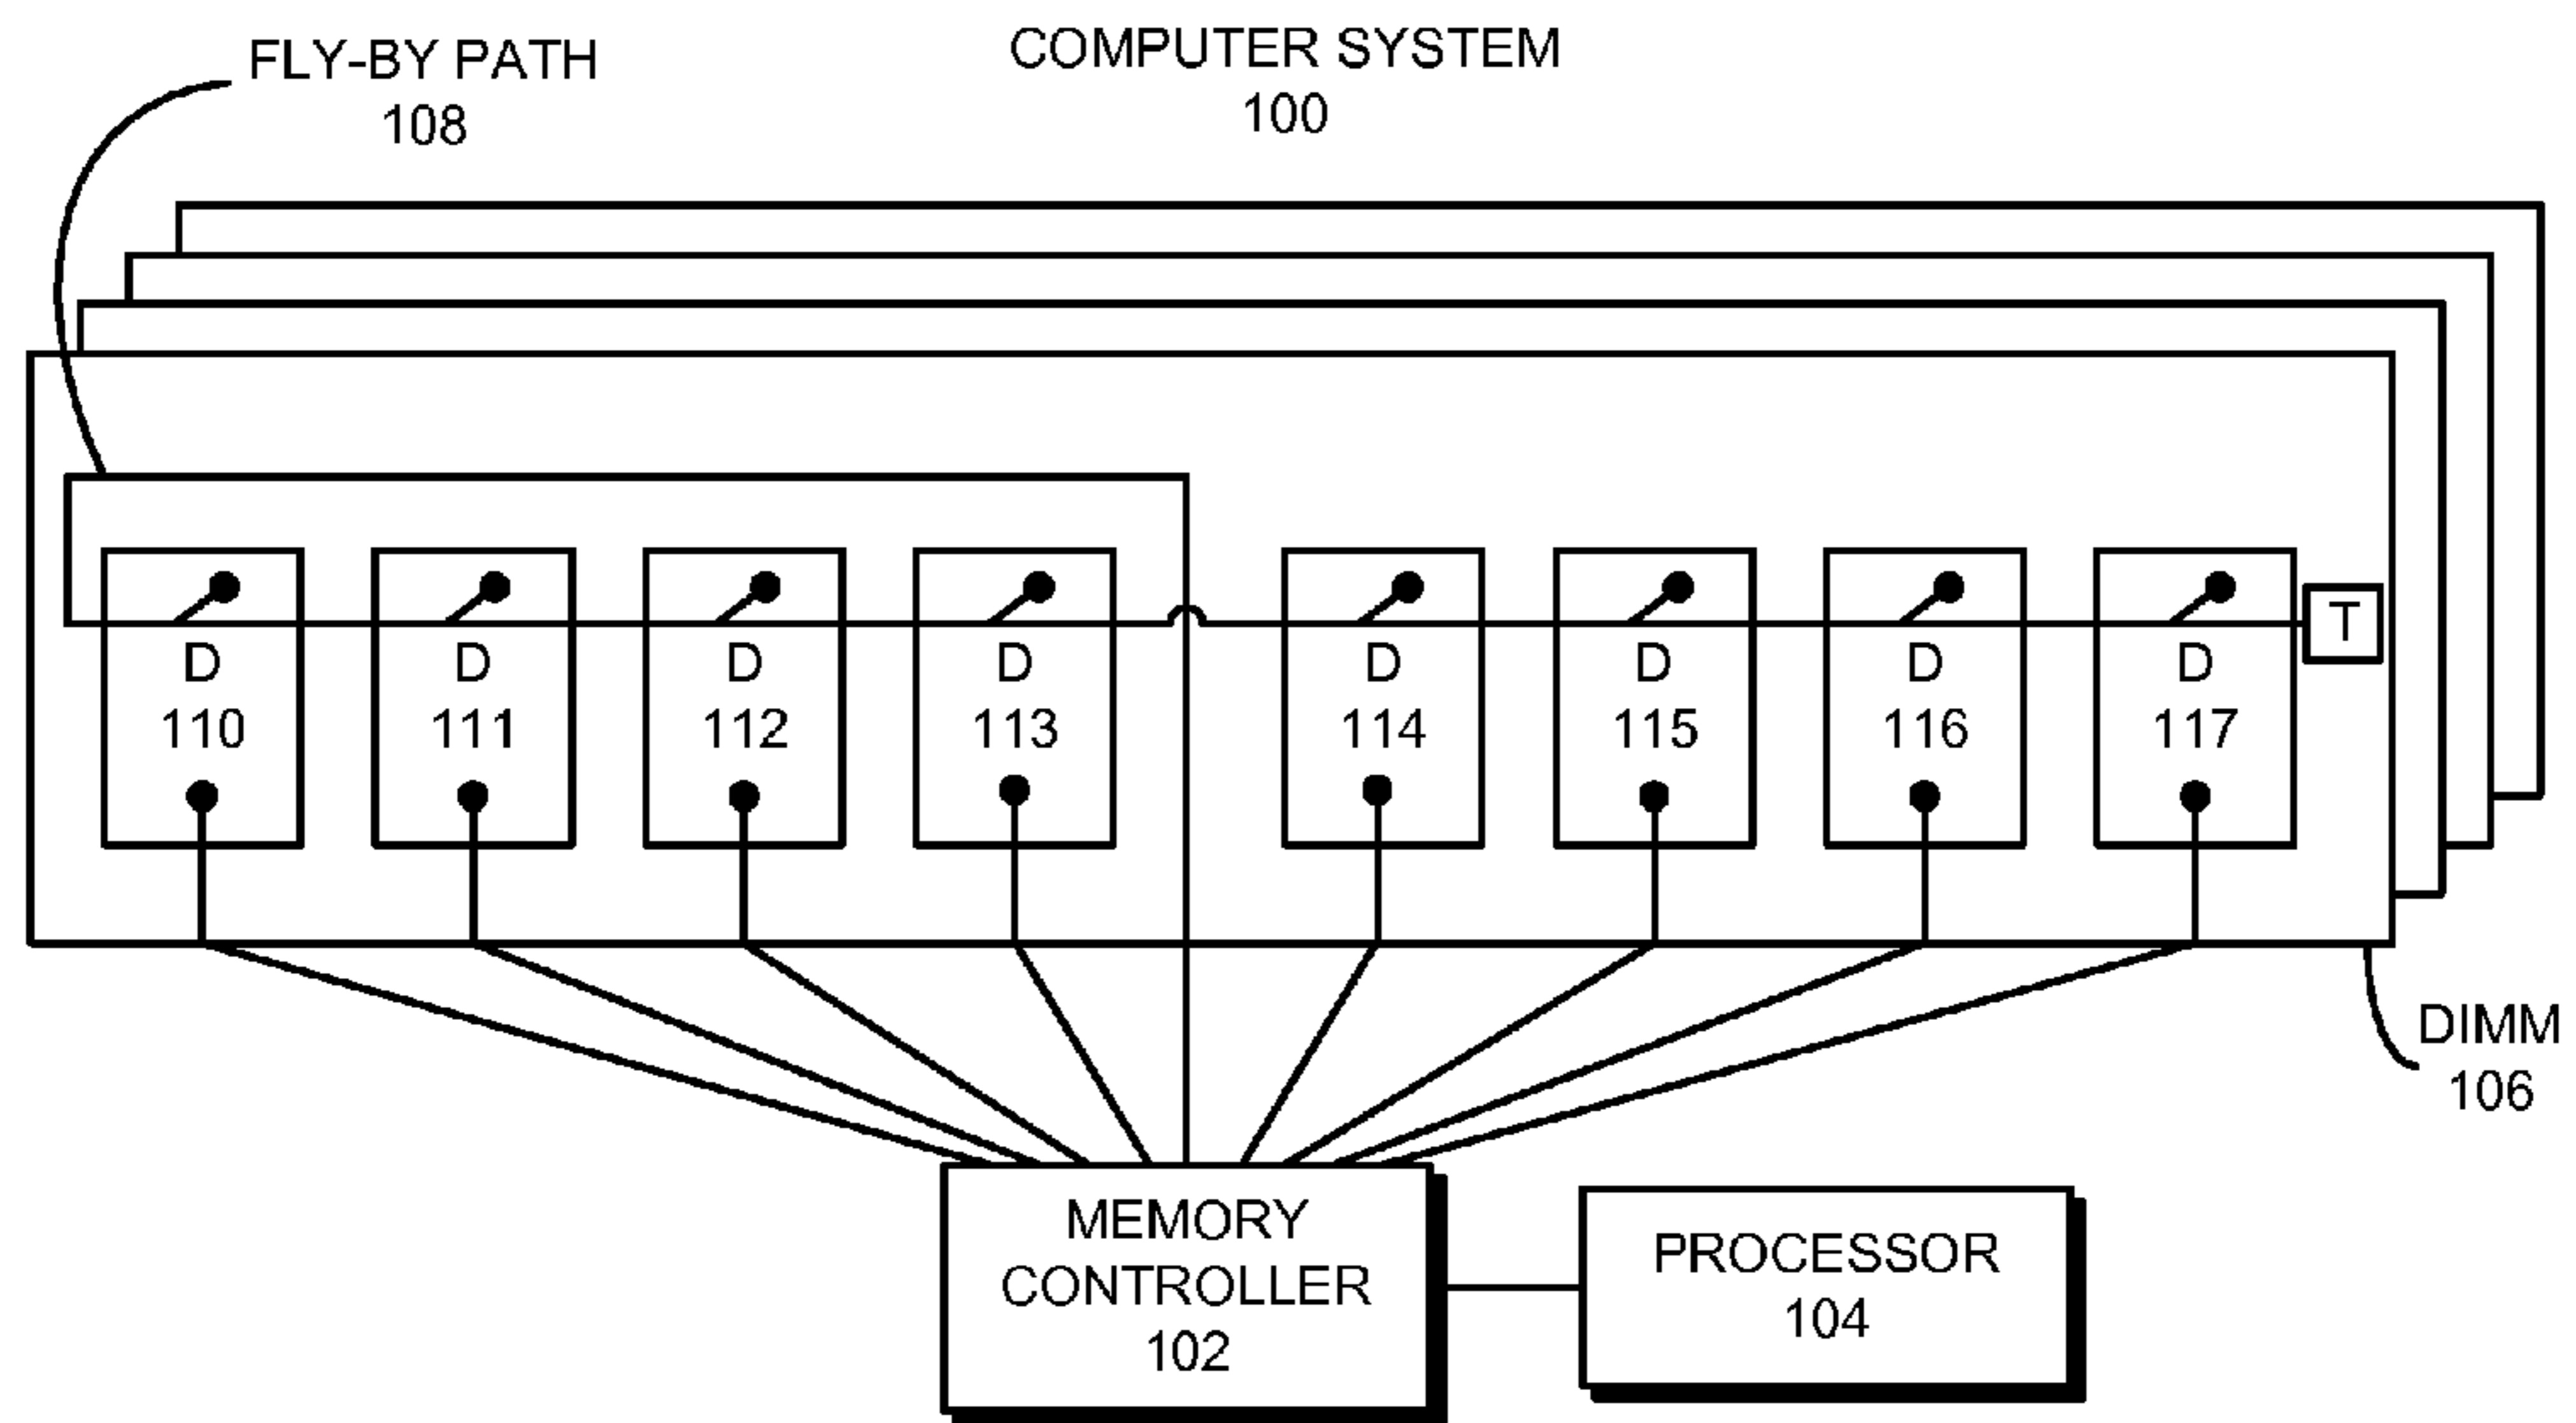 FLY-BY PATH
108
COMPUTER SYSTEM
100
D
110
D
111
D
112
D
113
D
114
D
115
D
116
D
117
T
DIMM
106
MEMORY
CONTROLLER
102
PROCESSOR
104